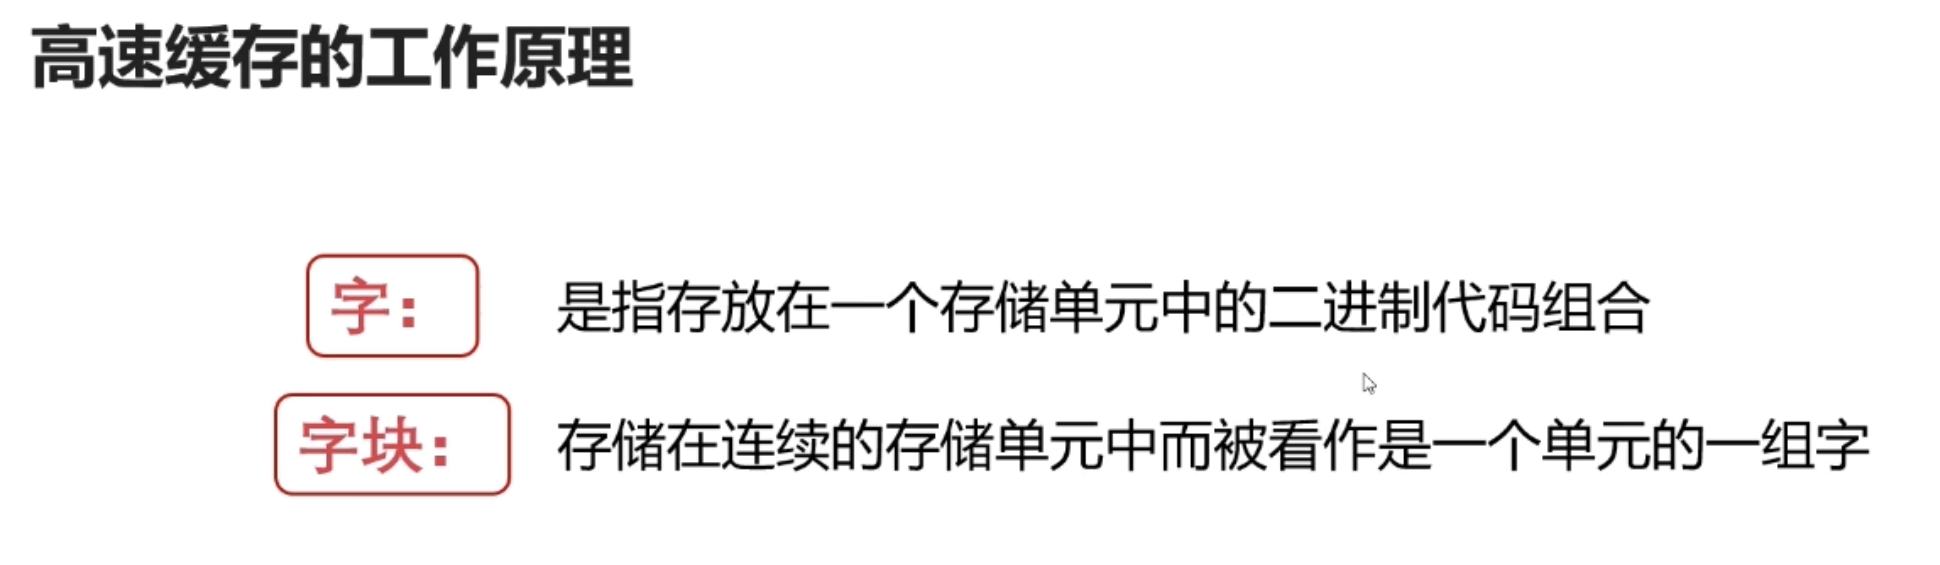 高速缓存的工作原理
字： 是指存放在一个存储单元中的二进制代码组合
字块： 存储在连续的存储单元中而被看作是一个单元的一组字